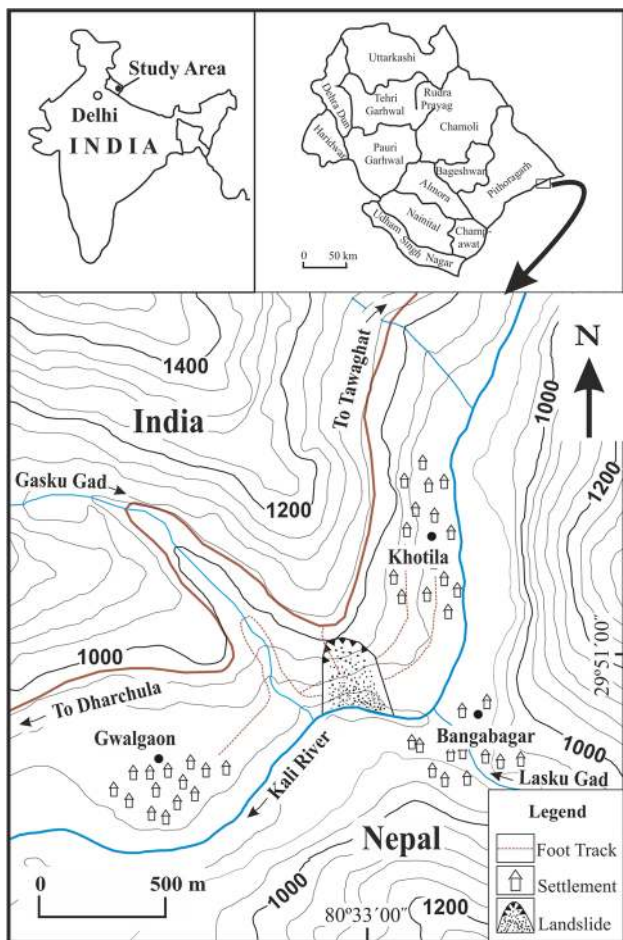 Study Area
Delhi
INDIA
Uttarkashi
Dehra Dun
Tehri
Garhwal
Rudra
Prayag
Chamoli
Haridwar
Pauri
Garhwal
Bageshwar
Pithoragarh
Almora
Nainital
Champ-
awat
Udham Singh Nagar
0 50 km
1400
To Tawaghat
N
India
1000
Gasku Gad
1200
1200
Khotila
29°51´00´´
1000
To Dharchula
Bangabagar
Gwalgaon
1000
Kali River
Lasku Gad
Legend
Nepal
Foot Track
0 500 m
1000
Settlement
80°33´00´´
1200
Landslide